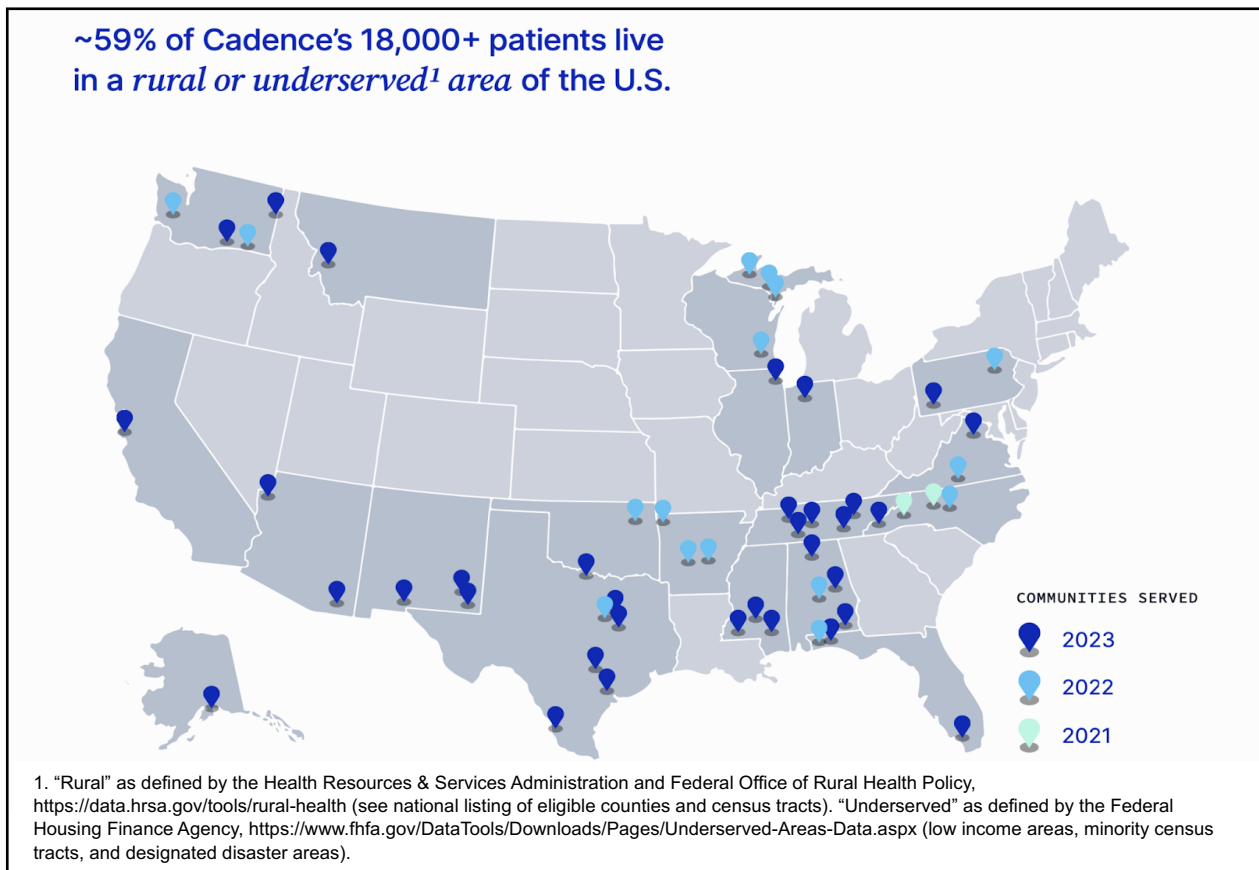 ~59% of Cadence’s 18,000+ patients live
in a rural or underserved¹ area of the U.S.
COMMUNITIES SERVED
2023
2022
2021
1. “Rural” as defined by the Health Resources & Services Administration and Federal Office of Rural Health Policy,
https://data.hrsa.gov/tools/rural-health (see national listing of eligible counties and census tracts). “Underserved” as defined by the Federal
Housing Finance Agency, https://www.fhfa.gov/DataTools/Downloads/Pages/Underserved-Areas-Data.aspx (low income areas, minority census
tracts, and designated disaster areas).